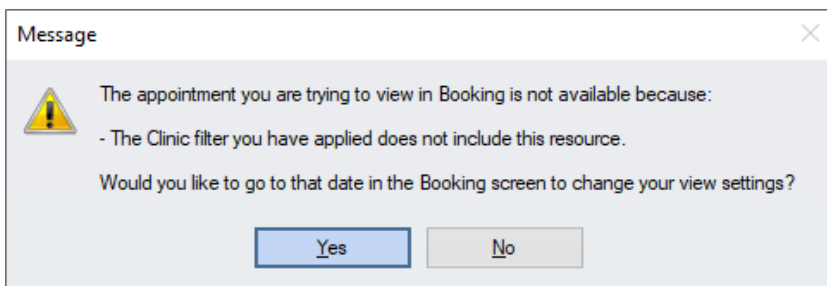 Message
The appointment you are trying to view in Booking is not available because:
- The Clinic filter you have applied does not include this resource.
Would you like to go to that date in the Booking screen to change your view settings?
Yes
No